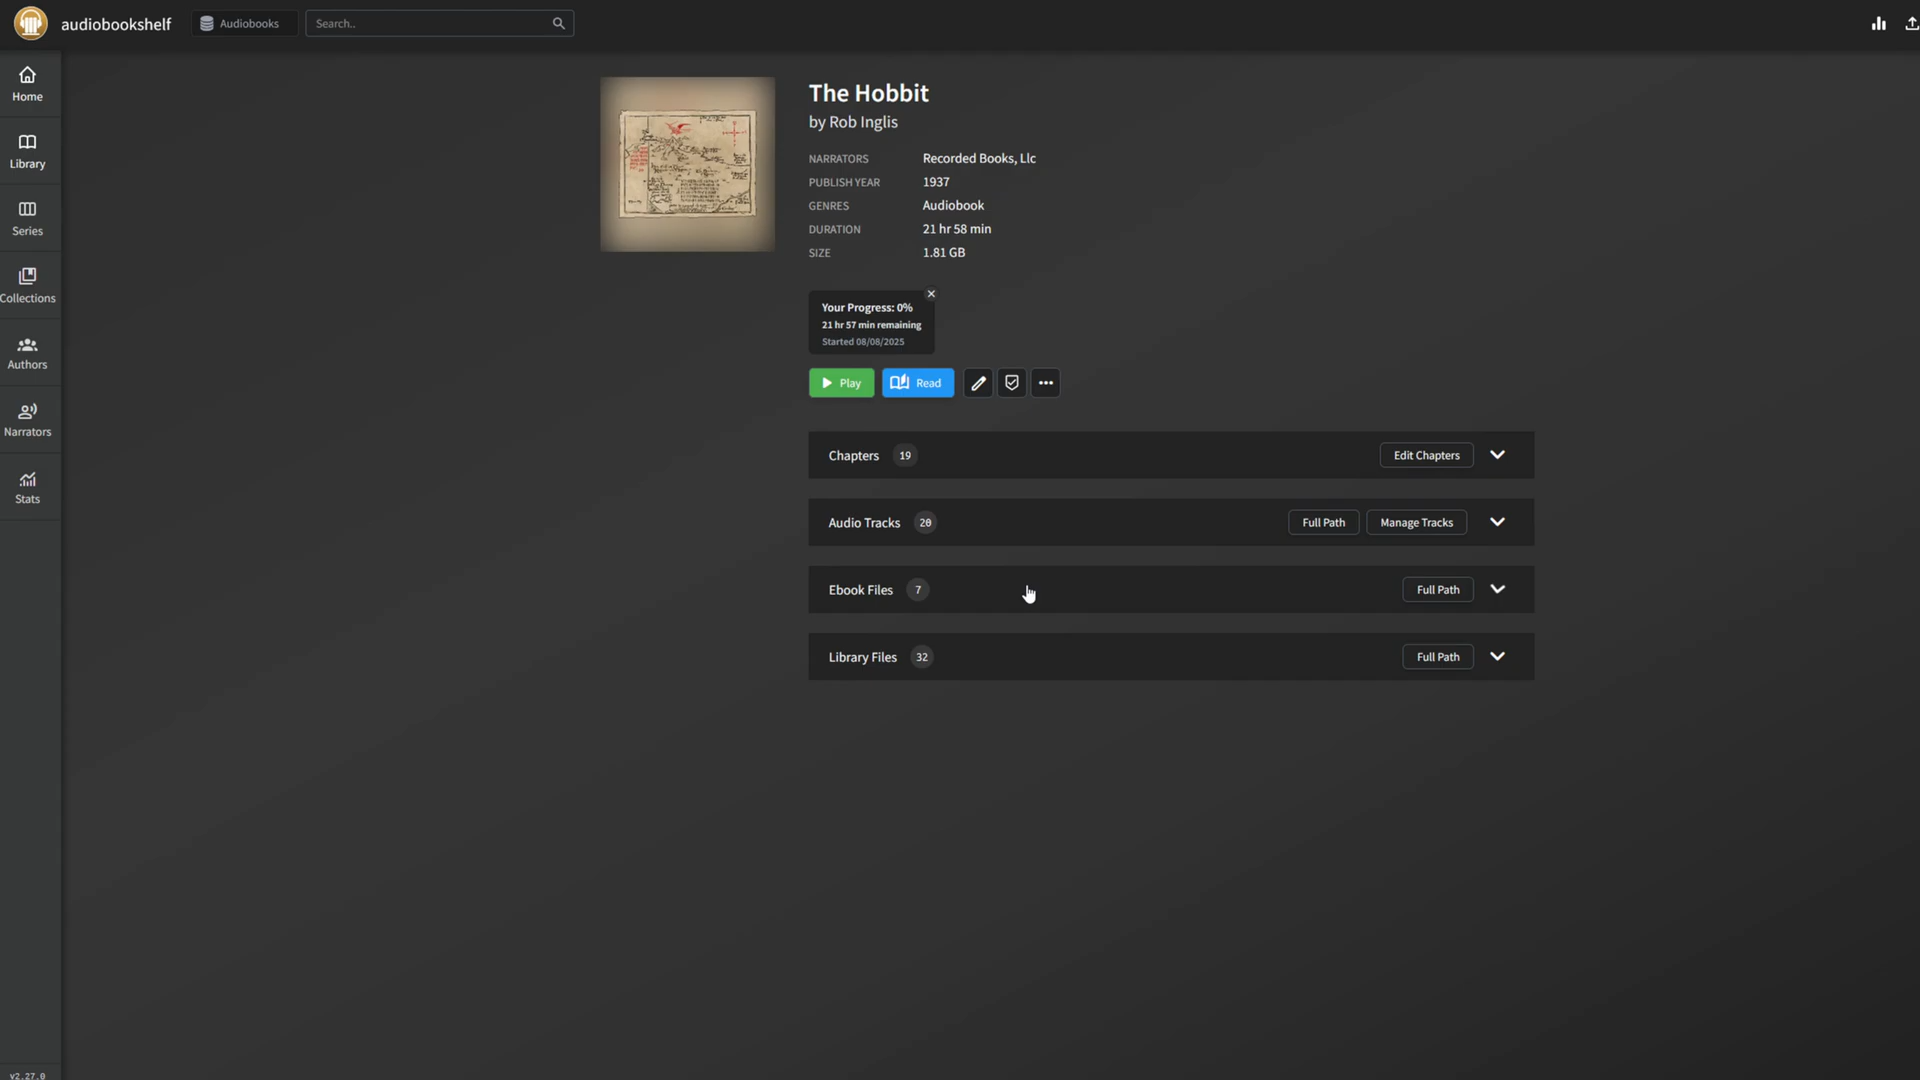 audiobookshelf
Audiobooks
Search..
Home
Library
Series
Collections
Authors
Narrators
Stats
v2.27.0
The Hobbit
by Rob Inglis
NARRATORS Recorded Books, Llc
PUBLISH YEAR 1937
GENRES Audiobook
DURATION 21 hr 58 min
SIZE 1.81 GB
Your Progress: 0%
21 hr 57 min remaining
Started 08/08/2025
Play Read
Chapters 19 Edit Chapters
Audio Tracks 20 Full Path Manage Tracks
Ebook Files 7 Full Path
Library Files 32 Full Path